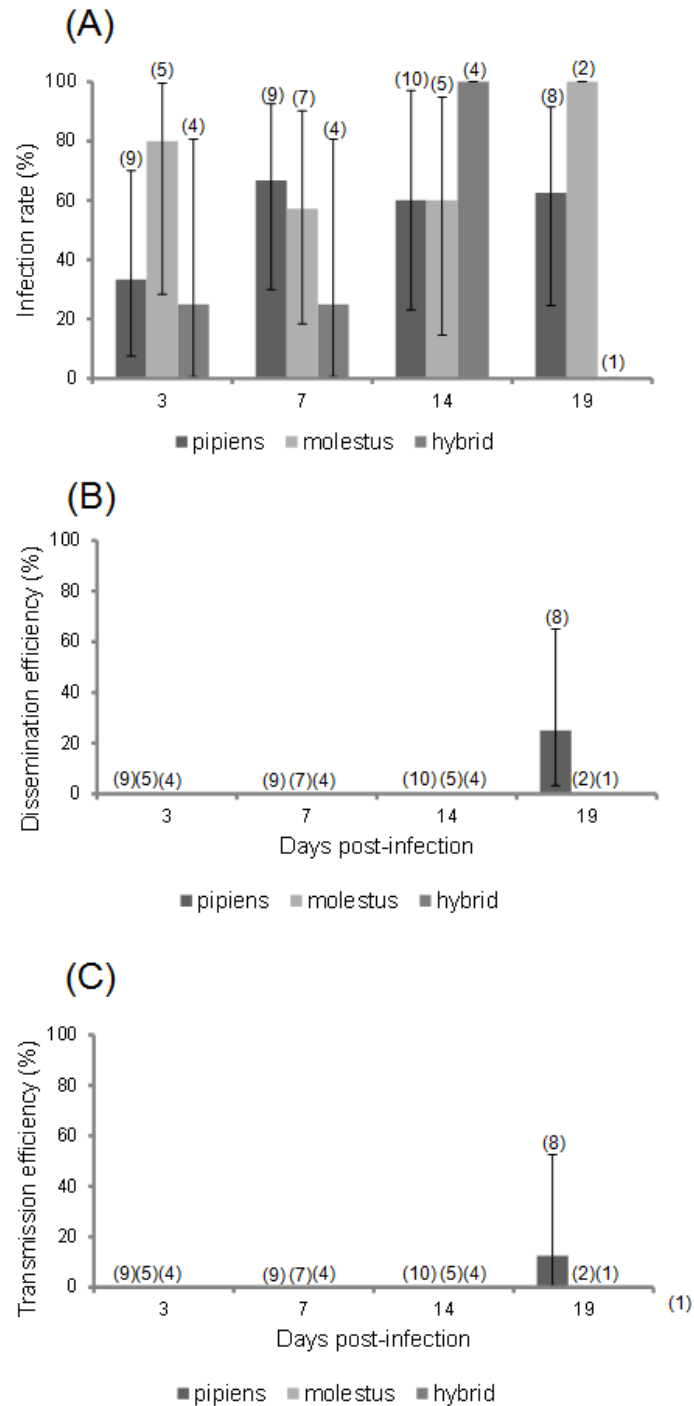 (A)
Infection rate (%)
100
80
60
40
20
0
(9)
(5)
(4)
(9)
(7)
(4)
(10)
(5)
(4)
(8)
(2)
(1)
3 7 14 19
pipiens molestus hybrid
(B)
Dissemination efficiency (%)
100
80
60
40
20
0
(8)
(9)(5)(4) (9)(7)(4) (10)(5)(4) (2)(1)
3 7 14 19
Days post-infection
pipiens molestus hybrid
(C)
Transmission efficiency (%)
100
80
60
40
20
0
(8)
(9)(5)(4) (9)(7)(4) (10)(5)(4) (2)(1)
3 7 14 19 (1)
Days post-infection
pipiens molestus hybrid